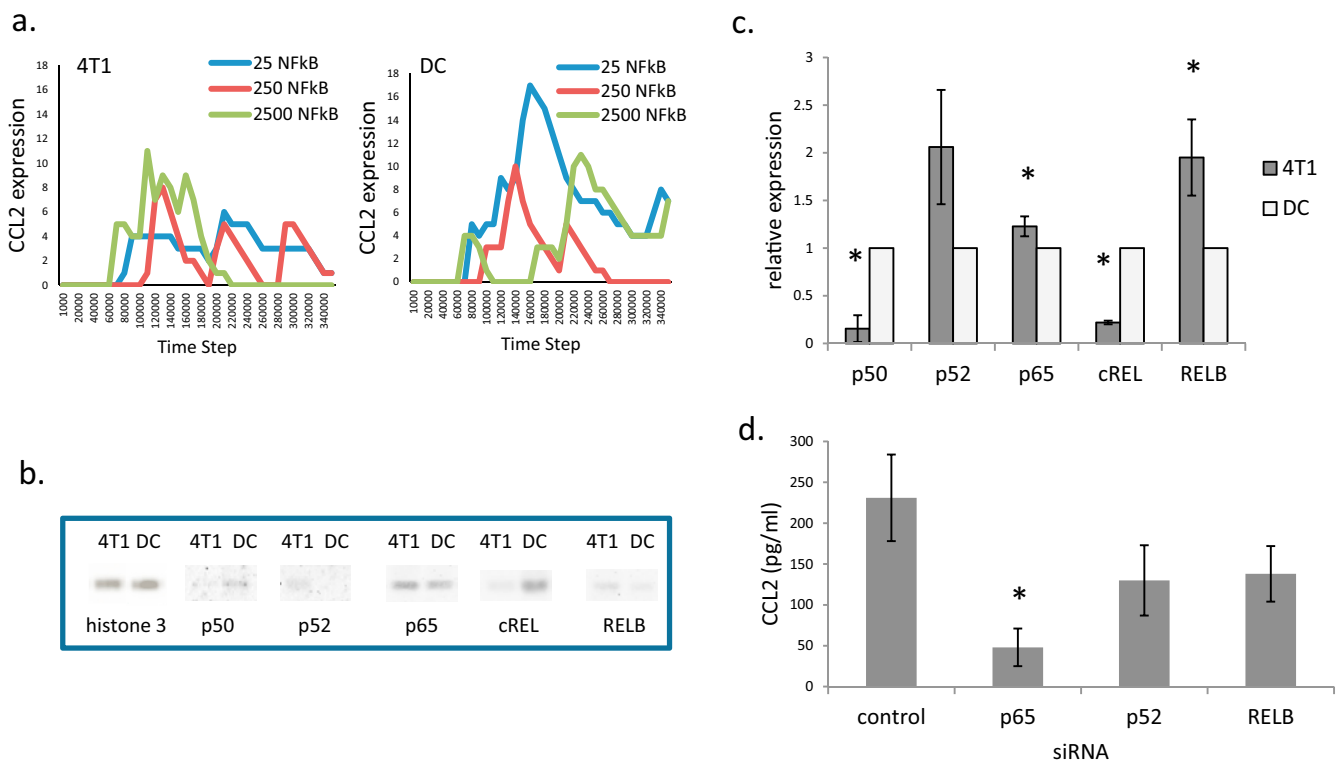 a.
4T1
25 NFkB
250 NFkB
2500 NFkB
CCL2 expression
18
16
14
12
10
8
6
4
2
0
1000
20000
40000
60000
80000
100000
120000
140000
160000
180000
200000
220000
240000
260000
280000
300000
320000
340000
Time Step
DC
25 NFkB
250 NFkB
2500 NFkB
CCL2 expression
18
16
14
12
10
8
6
4
2
0
1000
20000
40000
60000
80000
100000
120000
140000
160000
180000
200000
220000
240000
260000
280000
300000
320000
340000
Time Step
b.
4T1 DC 4T1 DC 4T1 DC 4T1 DC 4T1 DC 4T1 DC
histone 3 p50 p52 p65 cREL RELB
c.
relative expression
3
2.5
2
1.5
1
0.5
0
* * * *
p50 p52 p65 cREL RELB
4T1
DC
d.
CCL2 (pg/ml)
300
250
200
150
100
50
0
*
control p65 p52 RELB
siRNA